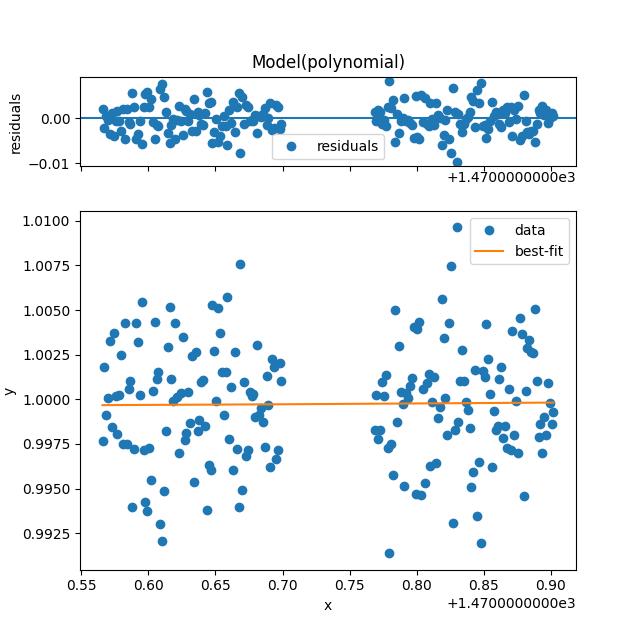 Model(polynomial)
residuals
0.00
−0.01
residuals
+1.4700000000e3
1.0100
1.0075
1.0050
1.0025
1.0000
0.9975
0.9950
0.9925
y
data
best-fit
0.55
0.60
0.65
0.70
0.75
0.80
0.85
0.90
x
+1.4700000000e3